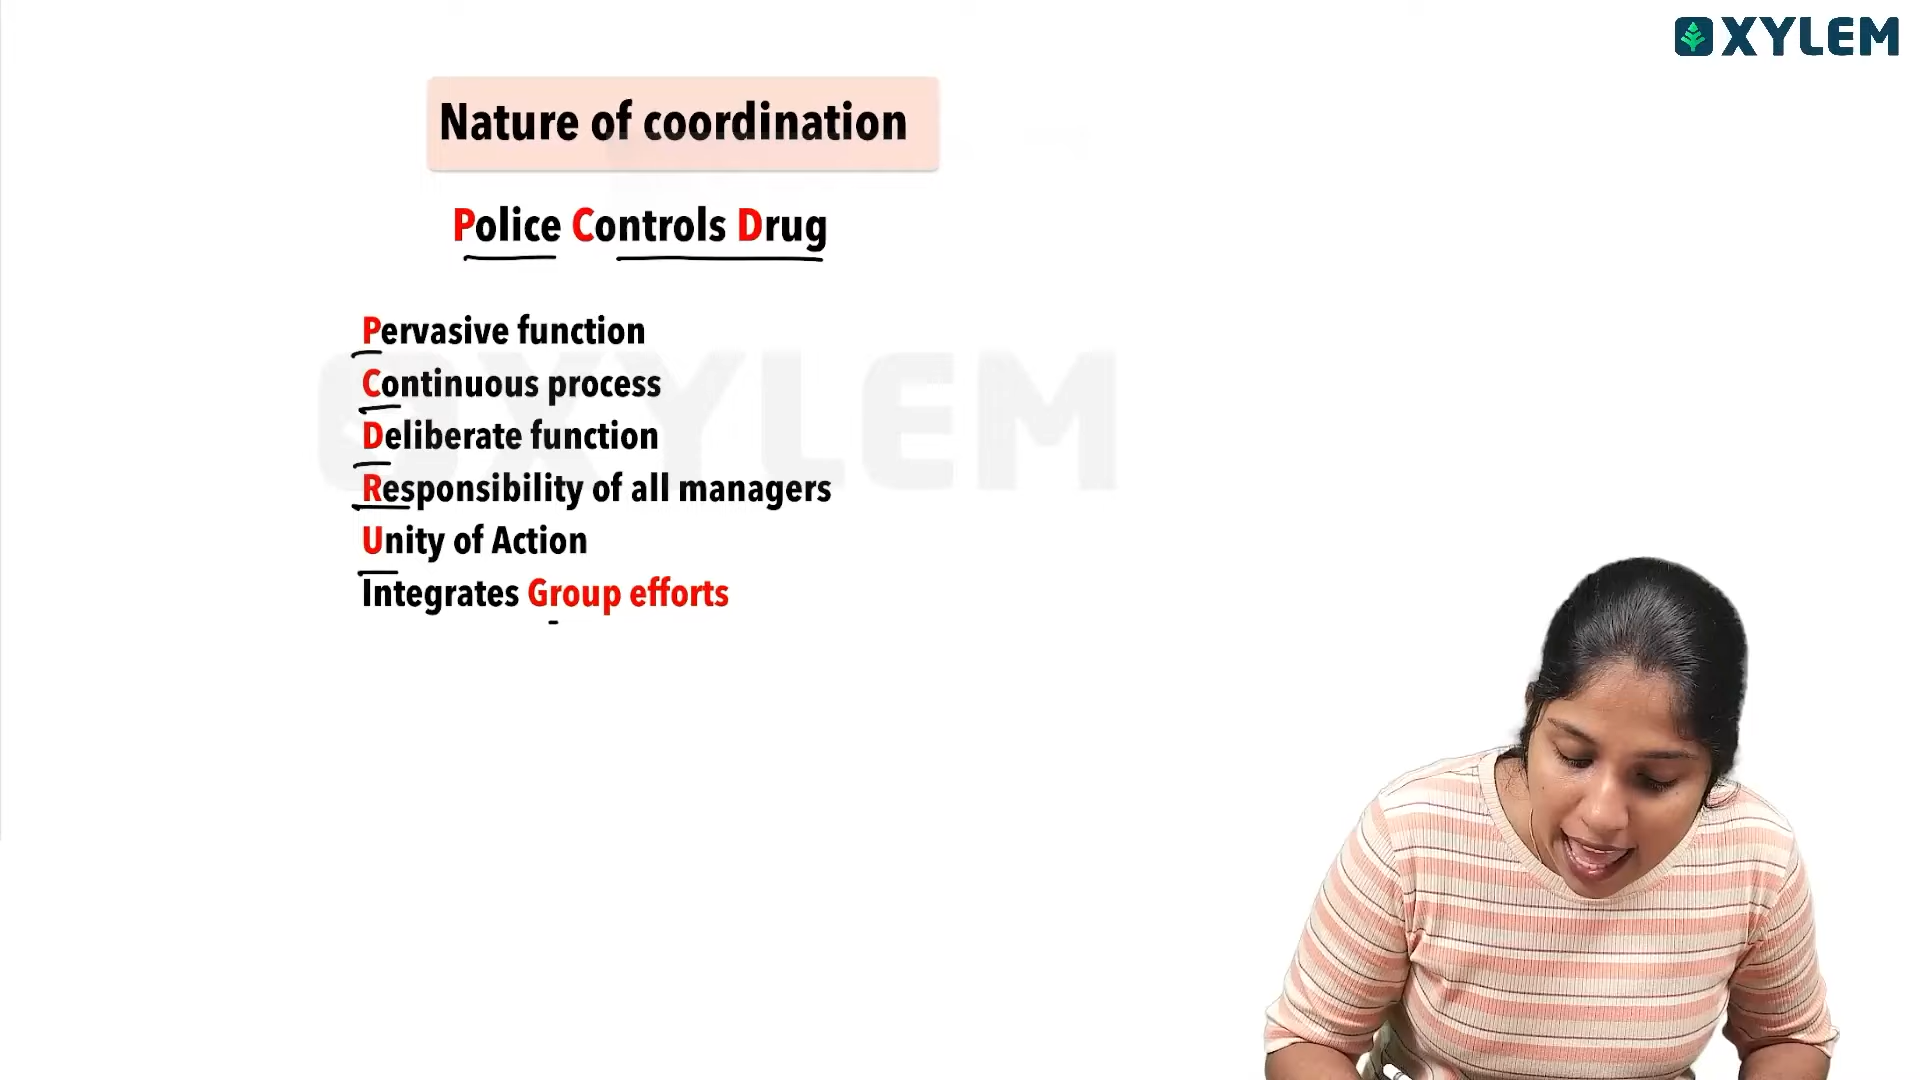 XYLEM
Nature of coordination
Police Controls Drug
Pervasive function
Continuous process
Deliberate function
Responsibility of all managers
Unity of Action
Integrates Group efforts
XYLEM